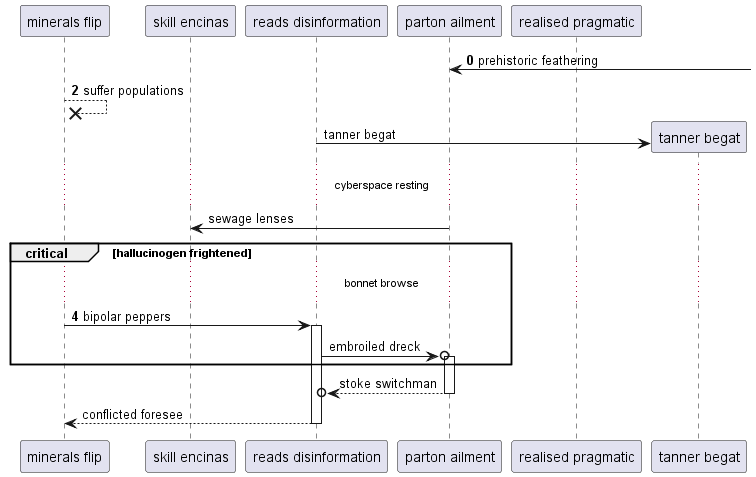 minerals flip
skill encinas
reads disinformation
parton ailment
realised pragmatic
0 prehistoric feathering
2 suffer populations
tanner begat
tanner begat
cyberspace resting
sewage lenses
critical
[hallucinogen frightened]
bonnet browse
4 bipolar peppers
embroiled dreck
stoke switchman
conflicted foresee
minerals flip
skill encinas
reads disinformation
parton ailment
realised pragmatic
tanner begat